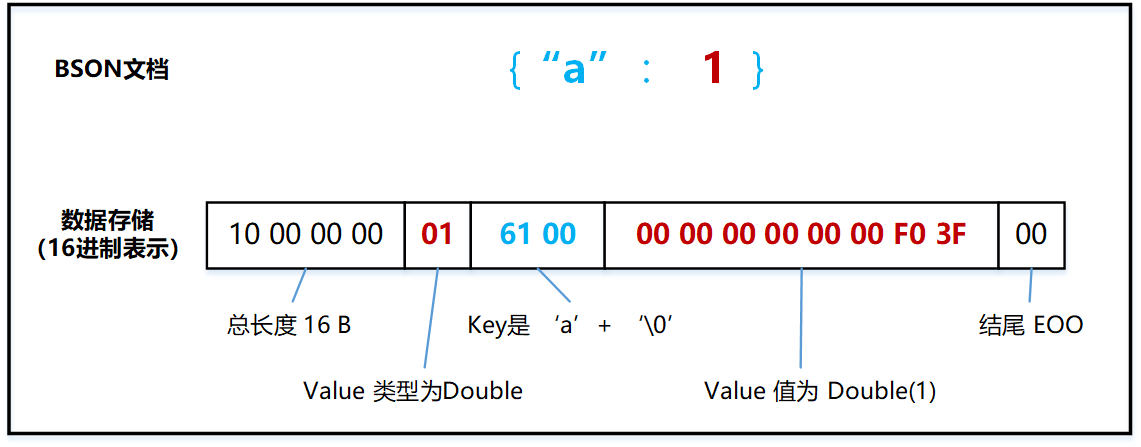 BSON文档
{ “a” : 1 }
数据存储
(16进制表示)
10 00 00 00 01 61 00 00 00 00 00 00 00 F0 3F 00
总长度 16 B
Key是 ‘a’ + ‘\0’
结尾 EOO
Value 类型为Double
Value 值为 Double(1)